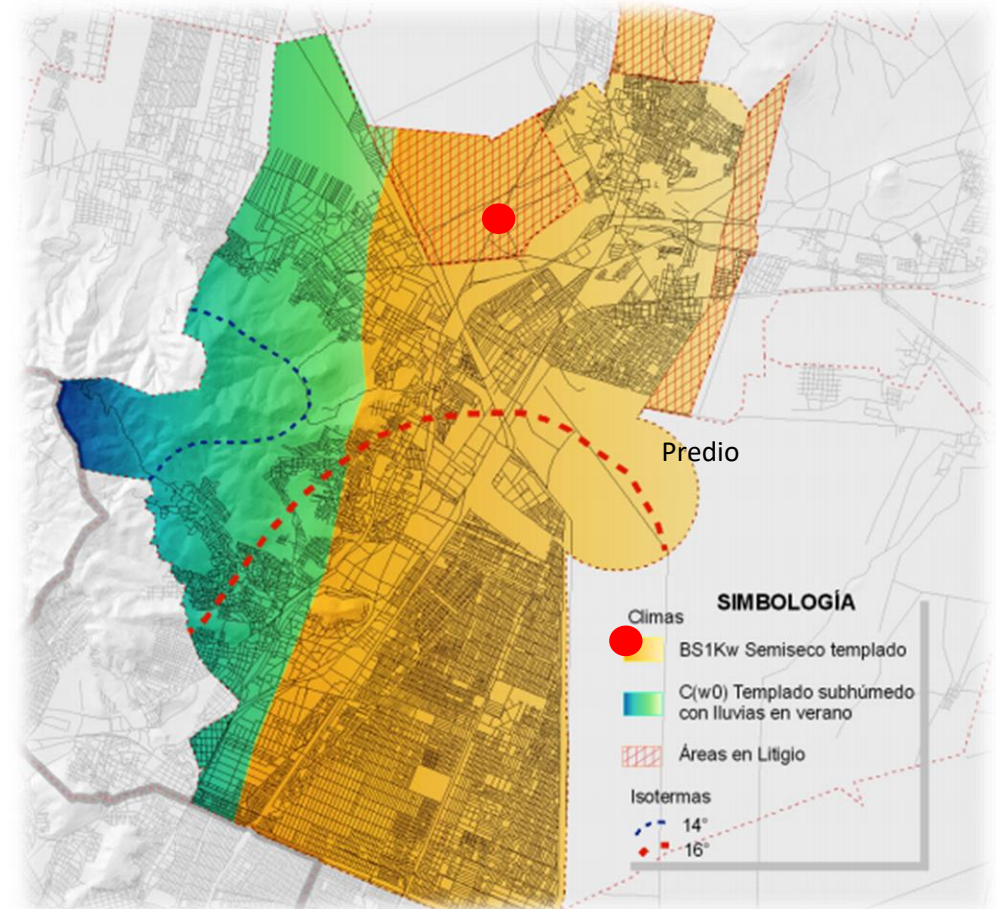 Predio
SIMBOLOGÍA
Climas
BS1Kw Semiseco templado
C(w0) Templado subhúmedo
con lluvias en verano
Áreas en Litigio
Isotermas
14°
16°